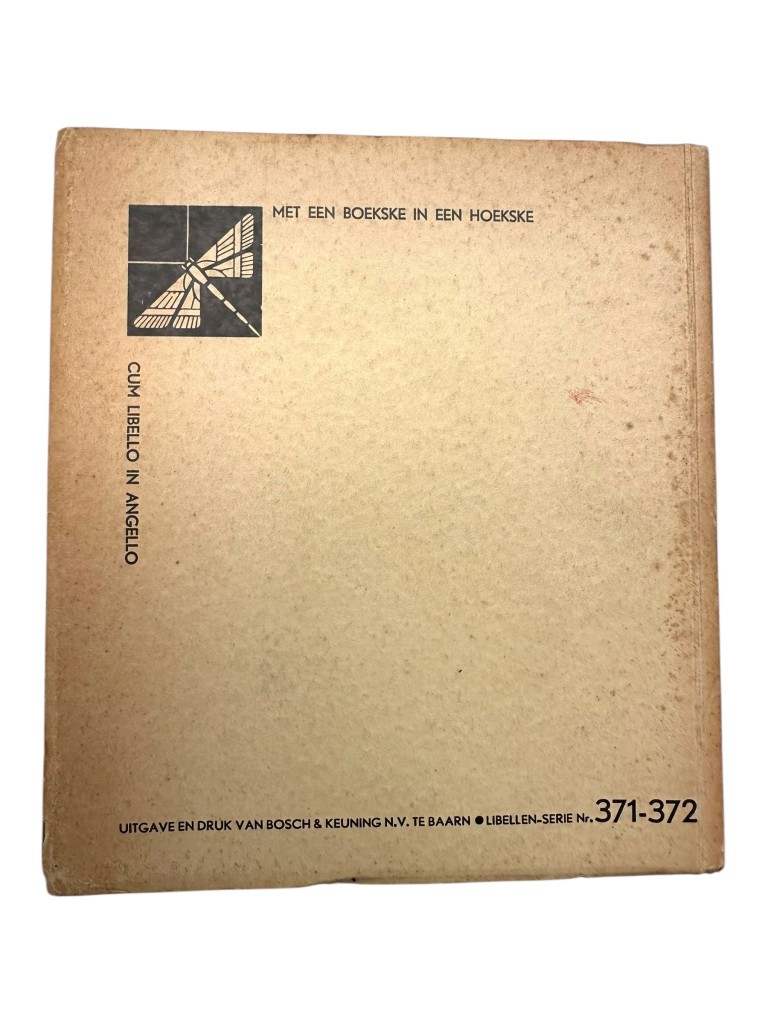 MET EEN BOEKSKE IN EEN HOEKSKE
CUM LIBELLO IN ANGELLO
UITGAVE EN DRUK VAN BOSCH & KEUNING N.V. TE BAARN ● LIBELLEN-SERIE Nr. 371-372